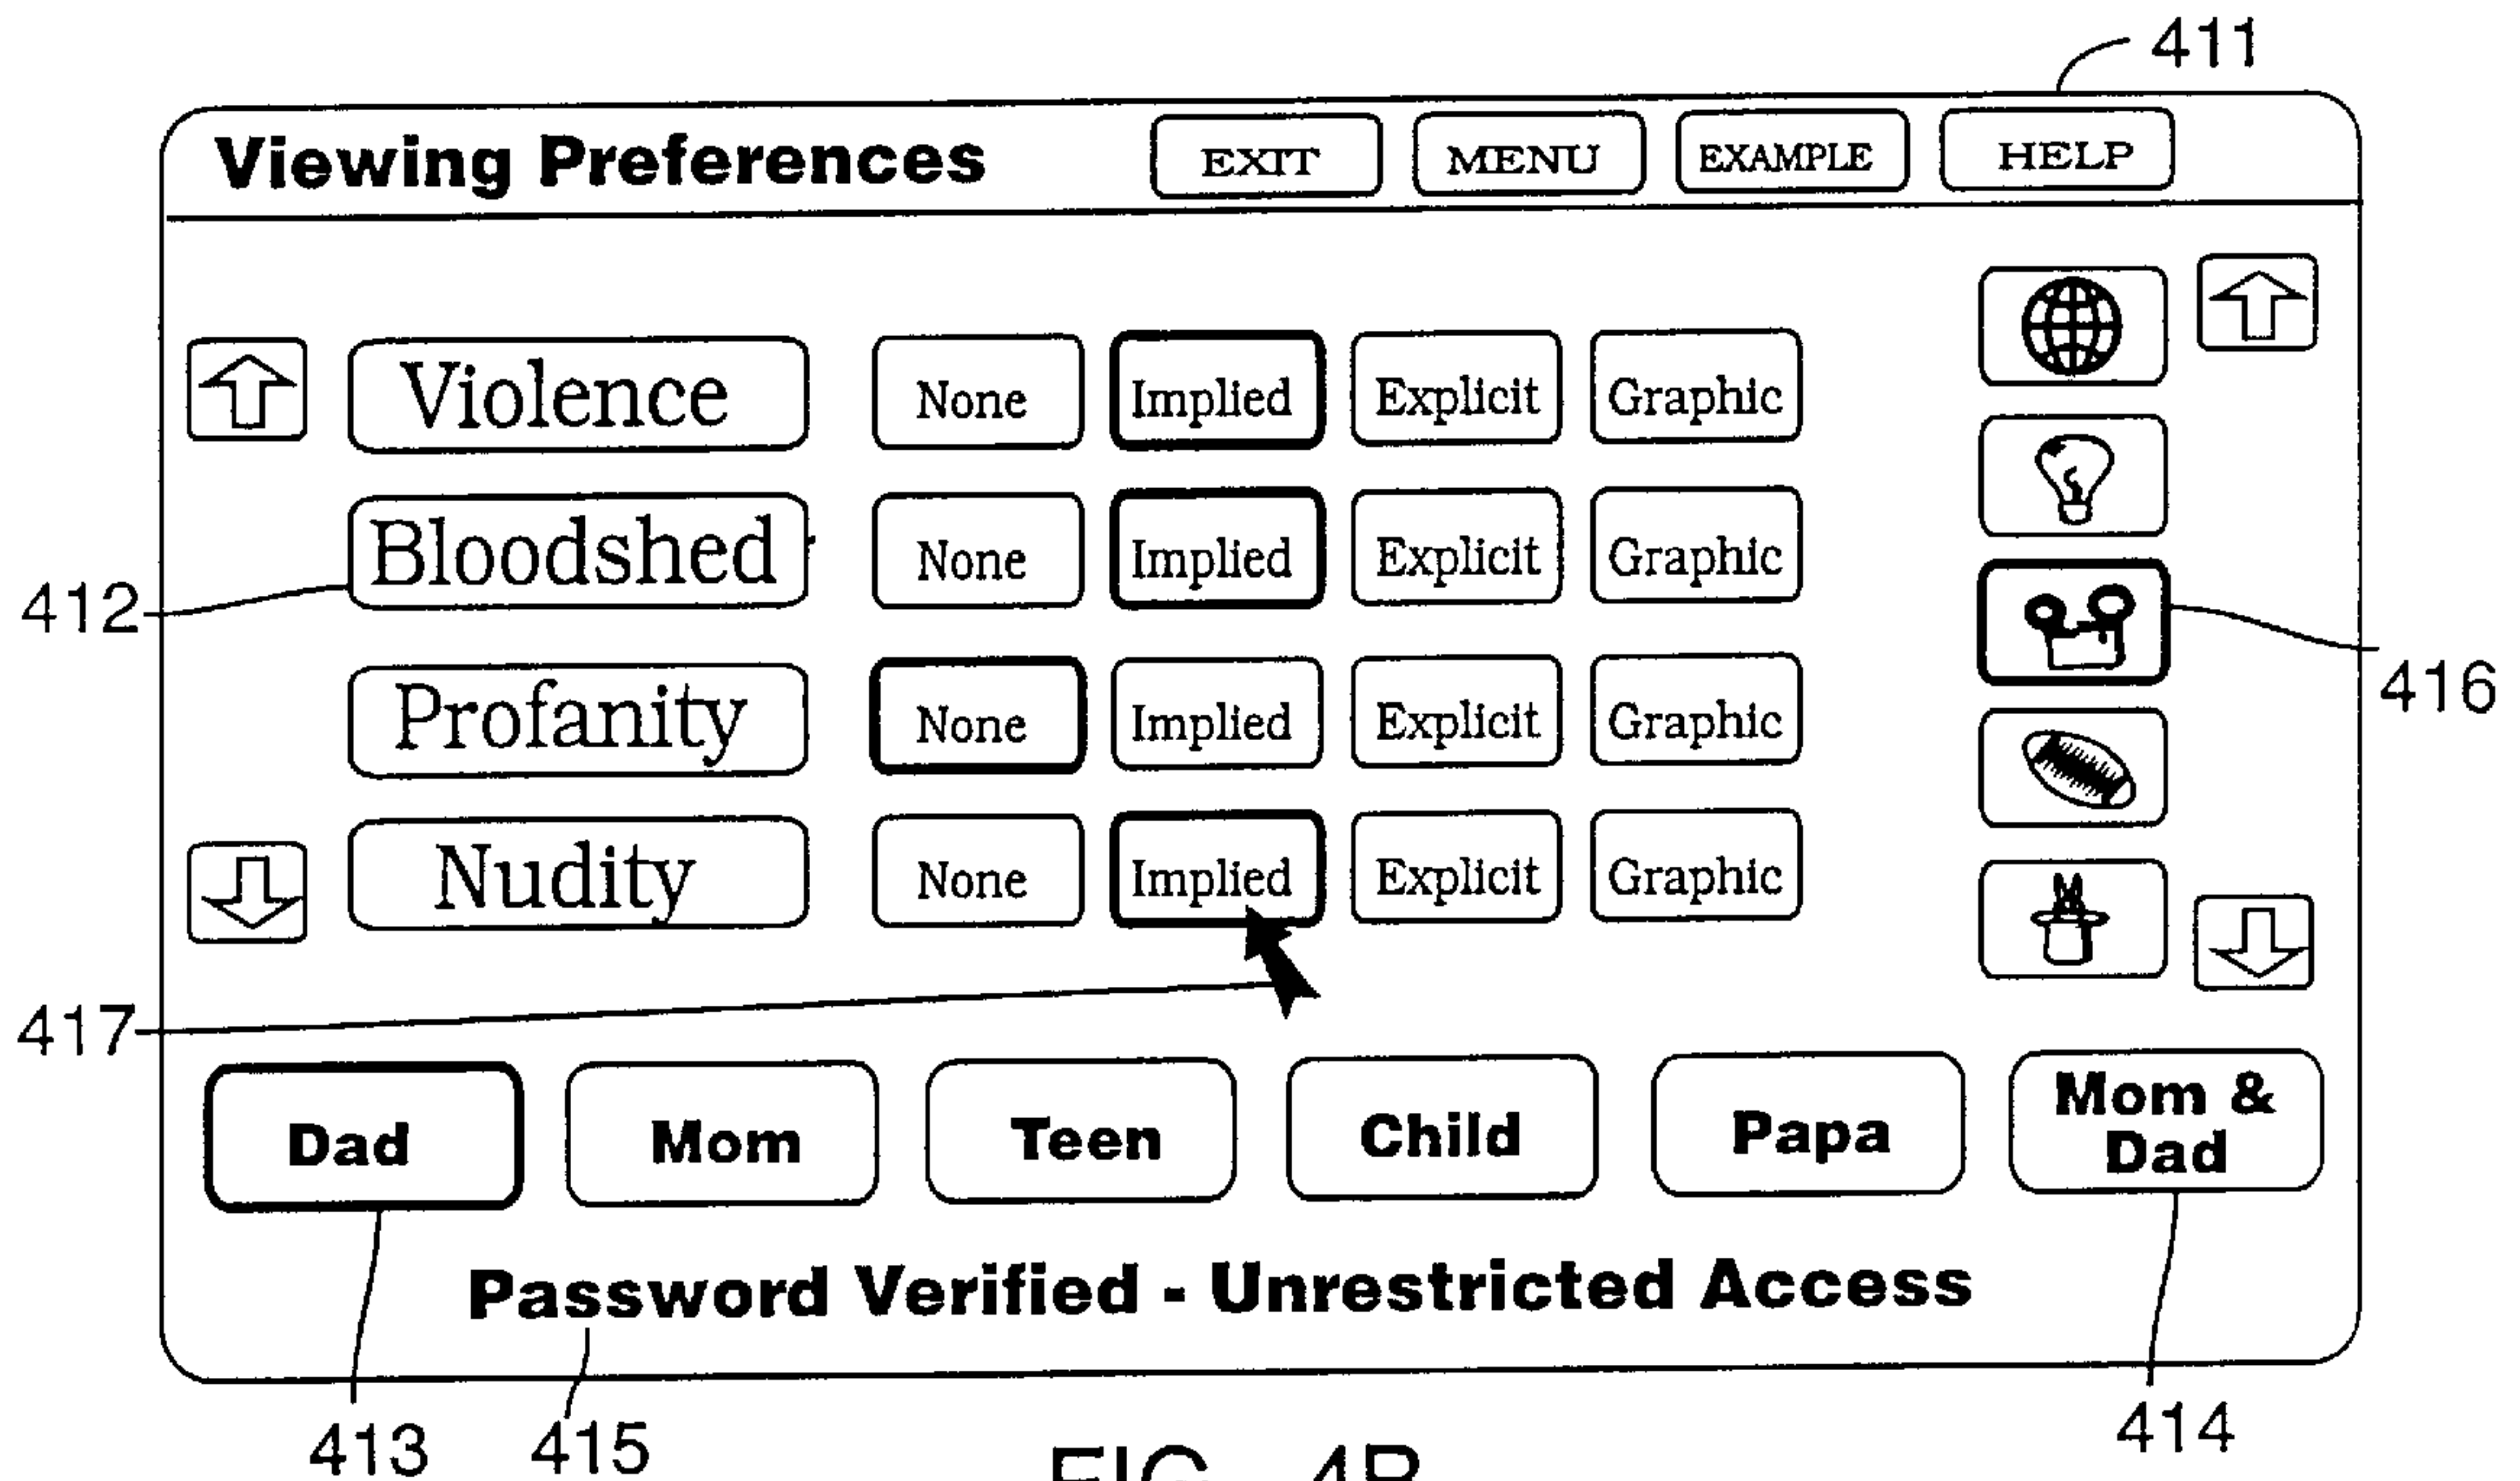 411
Viewing Preferences EXIT MENU EXAMPLE HELP
Violence None Implied Explicit Graphic
Bloodshed None Implied Explicit Graphic
412
416
Profanity None Implied Explicit Graphic
Nudity None Implied Explicit Graphic
417
Dad Mom Teen Child Papa Mom &
Dad
Password Verified - Unrestricted Access
413 415 414
FIG. 4B